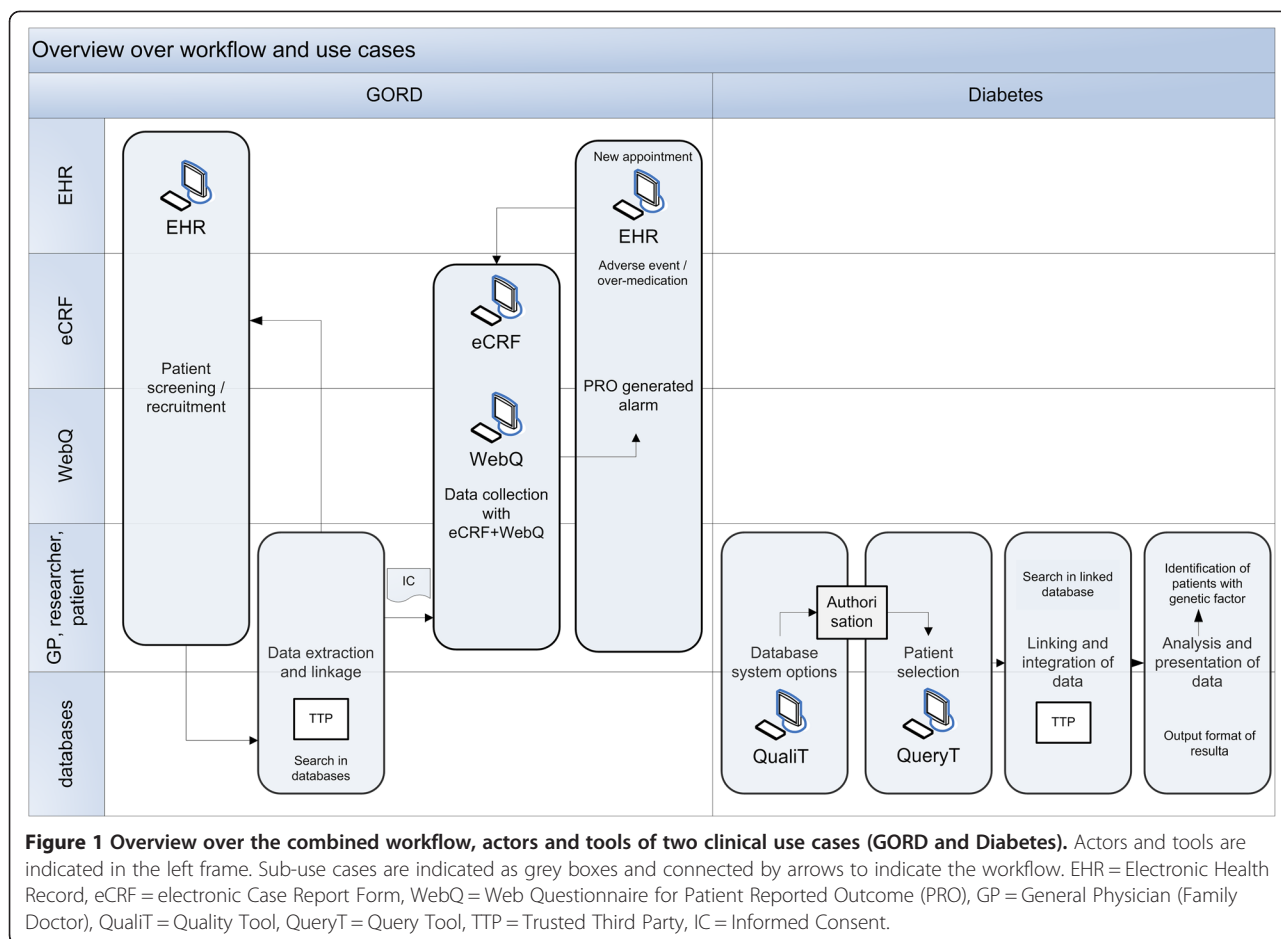 Overview over workflow and use cases
GORD
Diabetes
EHR
eCRF
WebQ
GP, researcher,
patient
databases
EHR
Patient
screening /
recruitment
Data extraction
and linkage
TTP
Search in
databases
IC
eCRF
WebQ
Data collection
with
eCRF+WebQ
New appointment
EHR
Adverse event /
over-medication
PRO generated
alarm
Database
system options
QualiT
Authori
sation
Patient
selection
QueryT
Search in linked
database
Linking and
integration of
data
TTP
Identification of
patients with
genetic factor
Analysis and
presentation of
data
Output format of
resulta
Figure 1 Overview over the combined workflow, actors and tools of two clinical use cases (GORD and Diabetes). Actors and tools are
indicated in the left frame. Sub-use cases are indicated as grey boxes and connected by arrows to indicate the workflow. EHR = Electronic Health
Record, eCRF = electronic Case Report Form, WebQ = Web Questionnaire for Patient Reported Outcome (PRO), GP = General Physician (Family
Doctor), QualiT = Quality Tool, QueryT = Query Tool, TTP = Trusted Third Party, IC = Informed Consent.